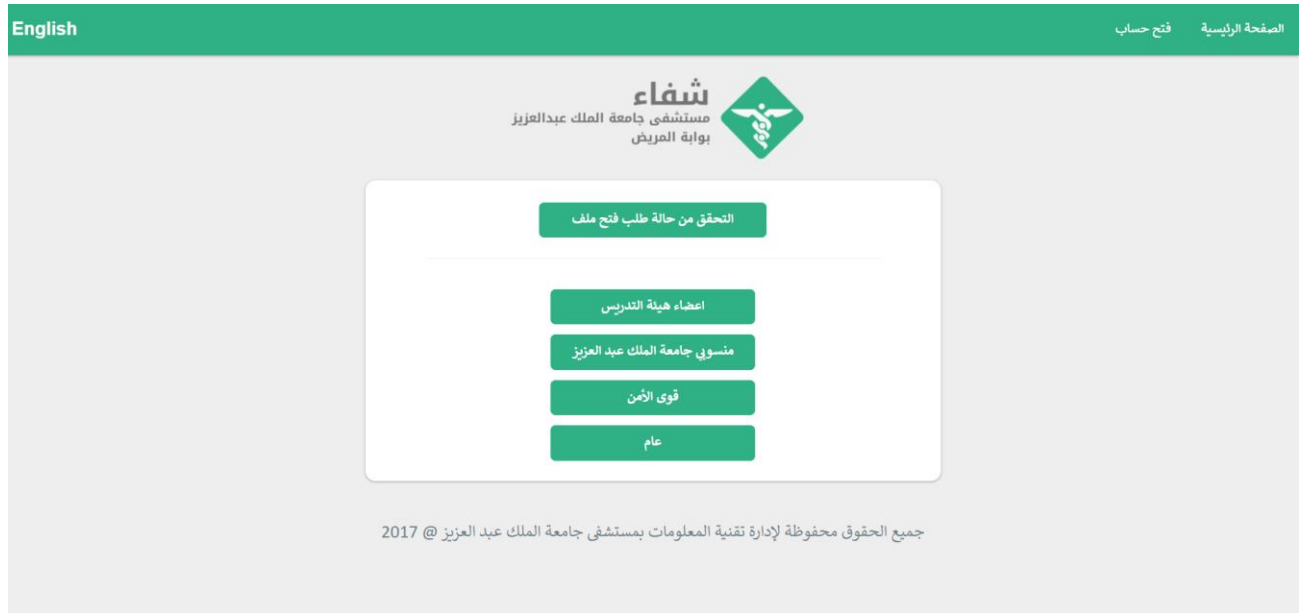 الصفحة الرئيسية
فتح حساب
English
شفاء
مستشفى جامعة الملك عبدالعزيز
بوابة المريض
التحقق من حالة طلب فتح ملف
اعضاء هيئة التدريس
منسوبي جامعة الملك عبد العزيز
قوى الأمن
عام
جميع الحقوق محفوظة لإدارة تقنية المعلومات بمستشفى جامعة الملك عبد العزيز @ 2017